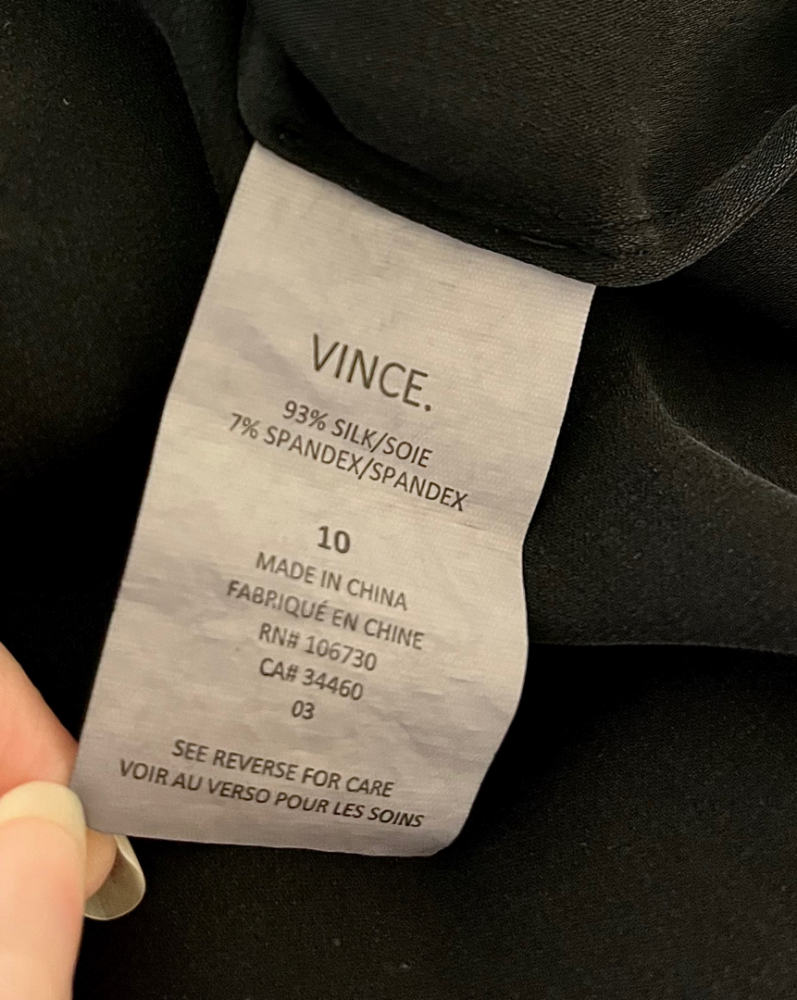 VINCE.
93% SILK/SOIE
7% SPANDEX/SPANDEX
10
MADE IN CHINA
FABRIQUÉ EN CHINE
RN# 106730
CA# 34460
03
SEE REVERSE FOR CARE
VOIR AU VERSO POUR LES SOINS